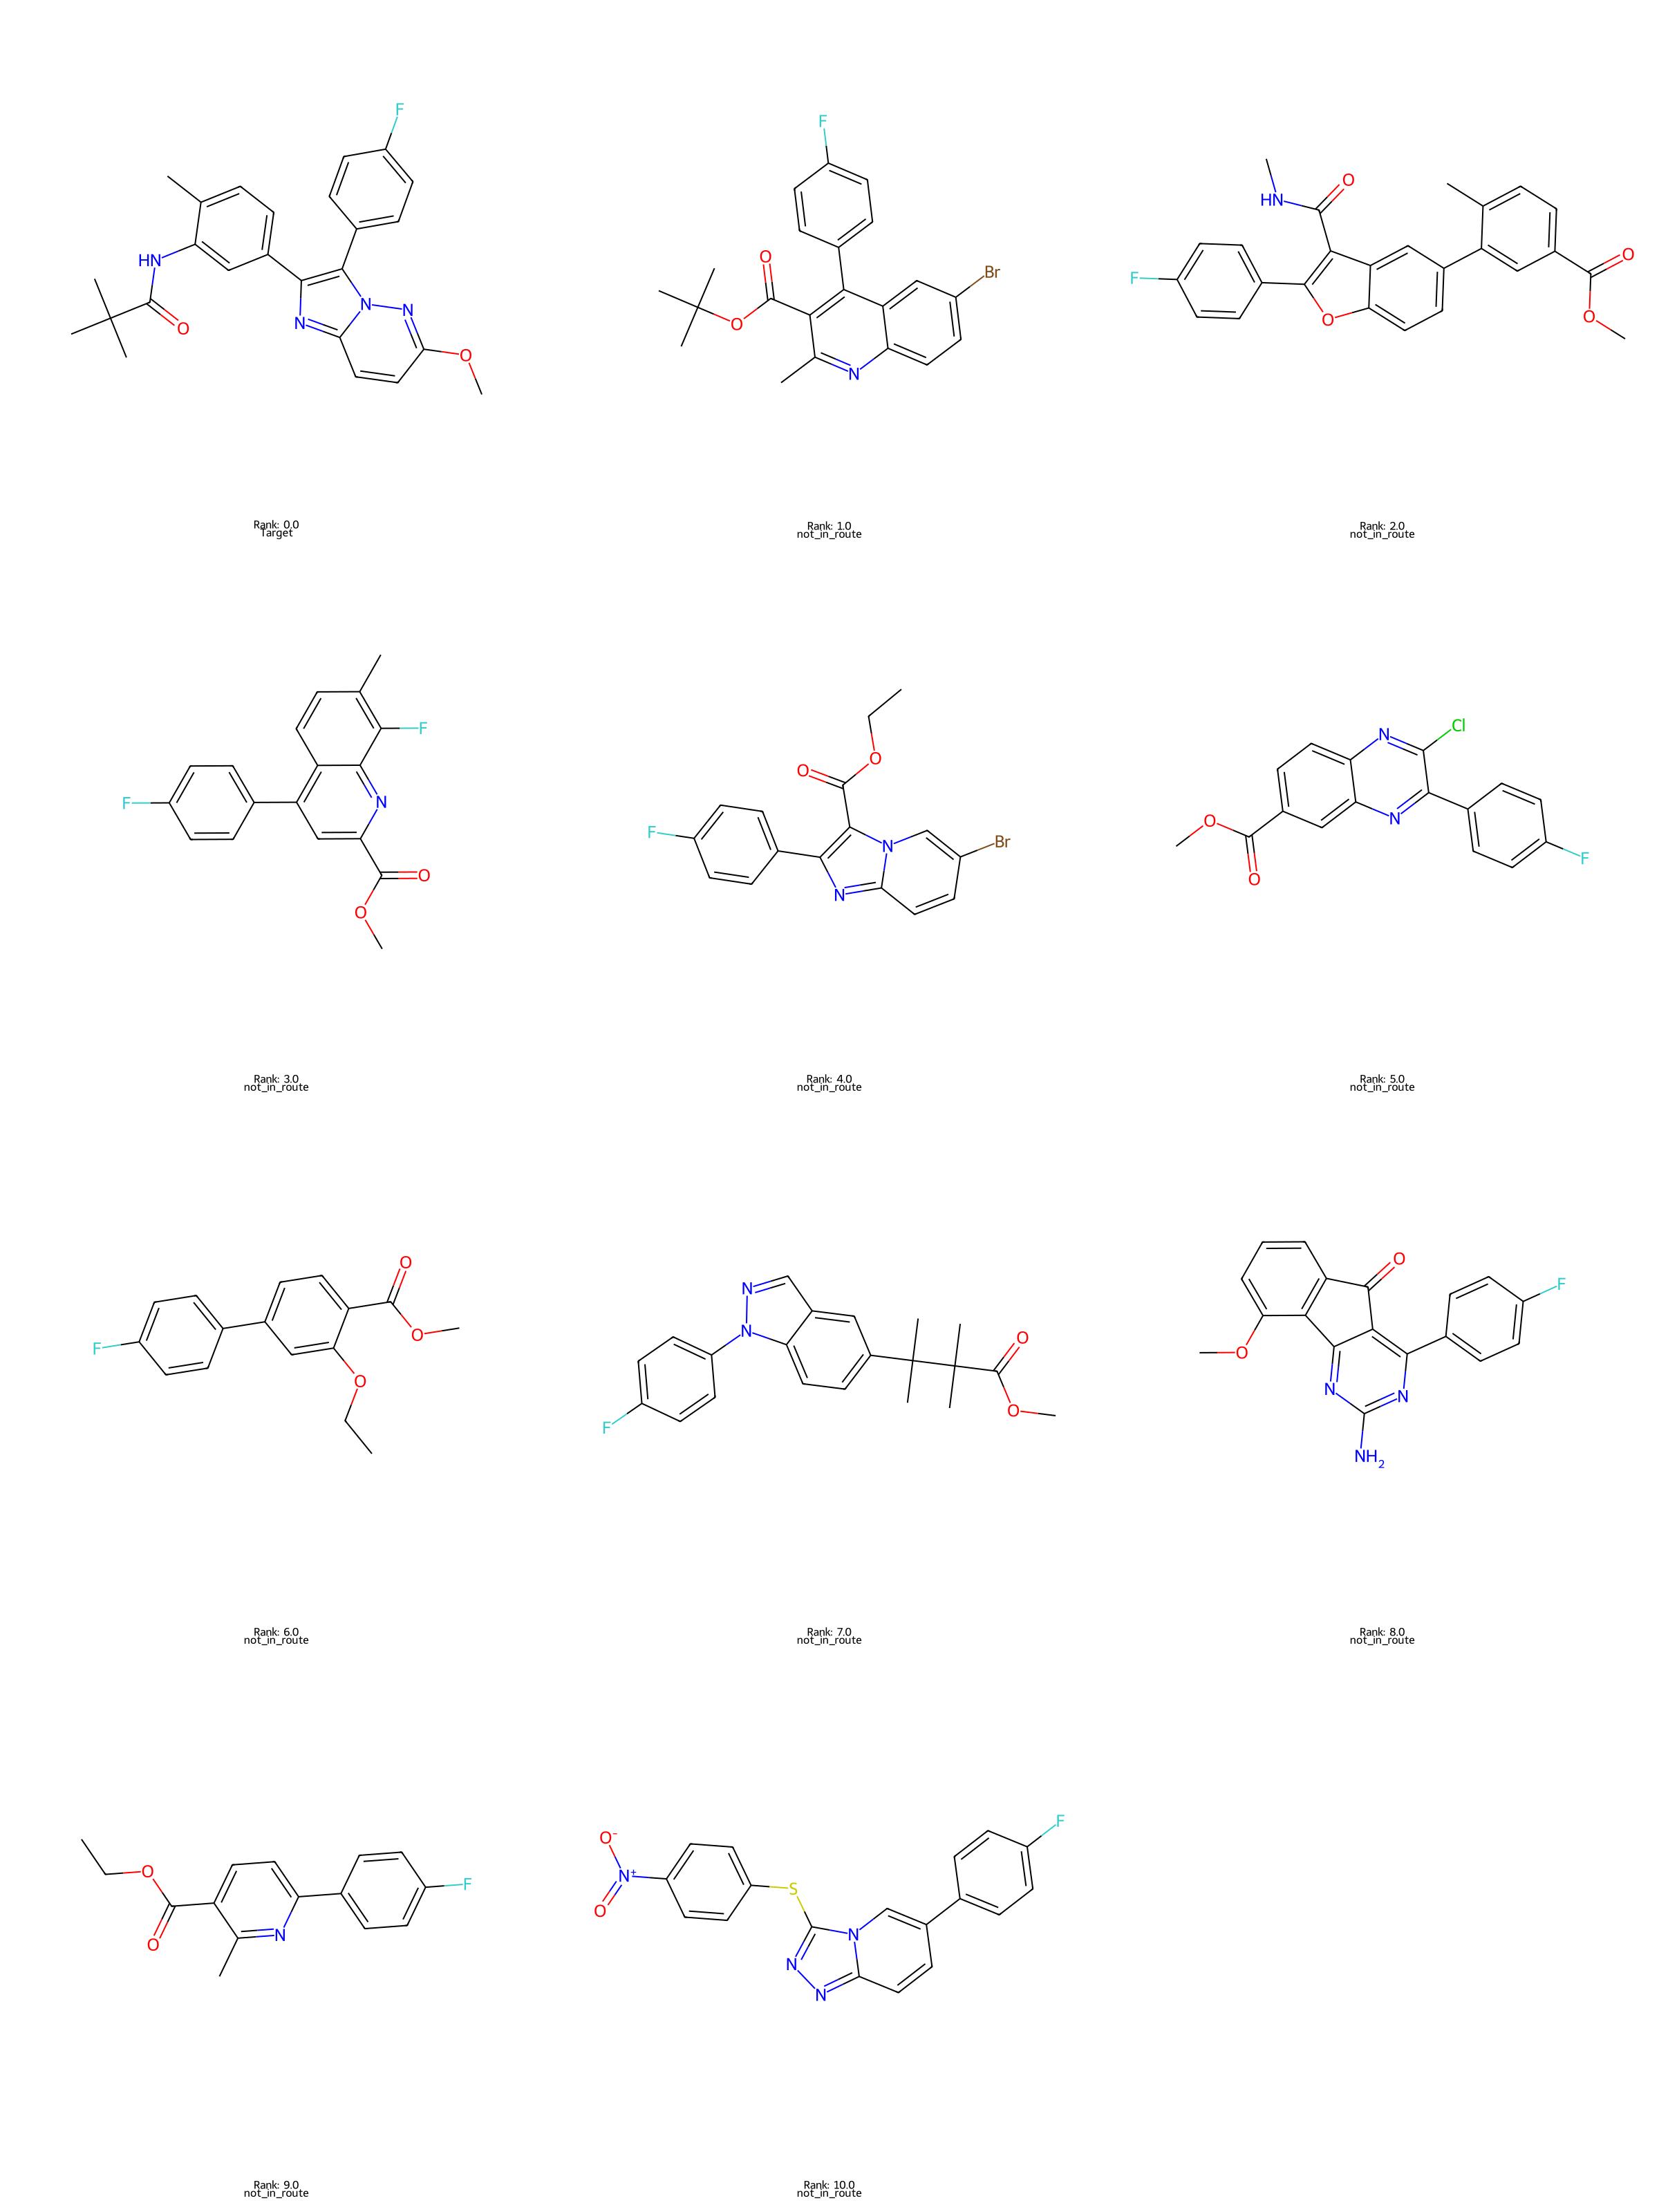 F
HN
O
N
N
N
O
Rank: 0.0
Target
F
O
O
Br
N
Rank: 1.0
not_in_route
HN
O
F
O
O
O
Rank: 2.0
not_in_route
F
F
N
O
O
Rank: 3.0
not_in_route
O
O
F
N
Br
N
Rank: 4.0
not_in_route
Cl
N
O
N
O
F
Rank: 5.0
not_in_route
O
O
F
O
Rank: 6.0
not_in_route
N
N
O
O
F
Rank: 7.0
not_in_route
O
F
O
N
N
NH2
Rank: 8.0
not_in_route
O
F
O
N
Rank: 9.0
not_in_route
F
O-
N+
S
O
N
N
N
Rank: 10.0
not_in_route